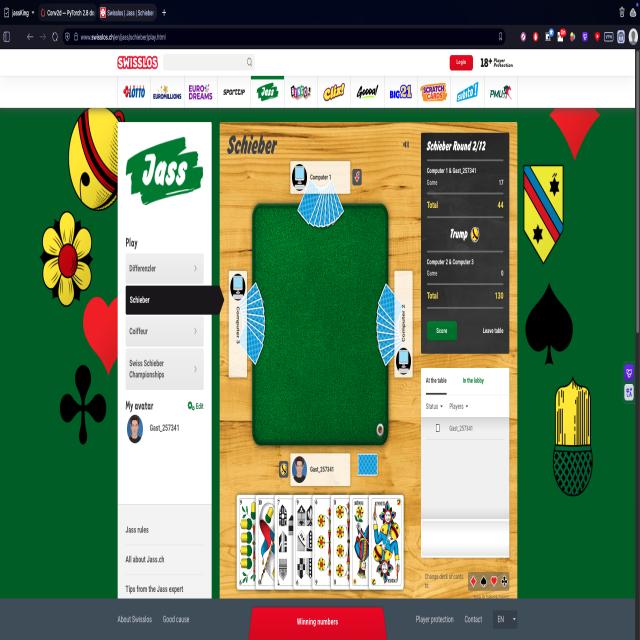 JassKing
Conv2d — PyTorch 2.8 do
Swisslos | Jass | Schieber
www.swisslos.ch/en/jass/schieber/play.html
SWISSLOS
Login
18+ Player Protection
LOTTO
EUROMILLIONS
EURO DREAMS
SPORTTIP
Jass
Clix!
BIG21
SCRATCH CARDS
PMU
Jass
Play
Differenzler
Schieber
Coiffeur
Swiss Schieber
Championships
My avatar
Edit
Gast_257341
Jass rules
All about Jass.ch
Tips from the Jass expert
Schieber
Computer 1
Computer 3
Computer 2
Gast_257341
Schieber Round 2/12
Computer 1 & Gast_257341
Game 17
Total 44
Trump
Computer 2 & Computer 3
Game 0
Total 130
Score
Leave table
At the table
In the lobby
Status
Players
Gast_257341
Change deck of cards
to:
About Swisslos
Good cause
Winning numbers
Player protection
Contact
EN